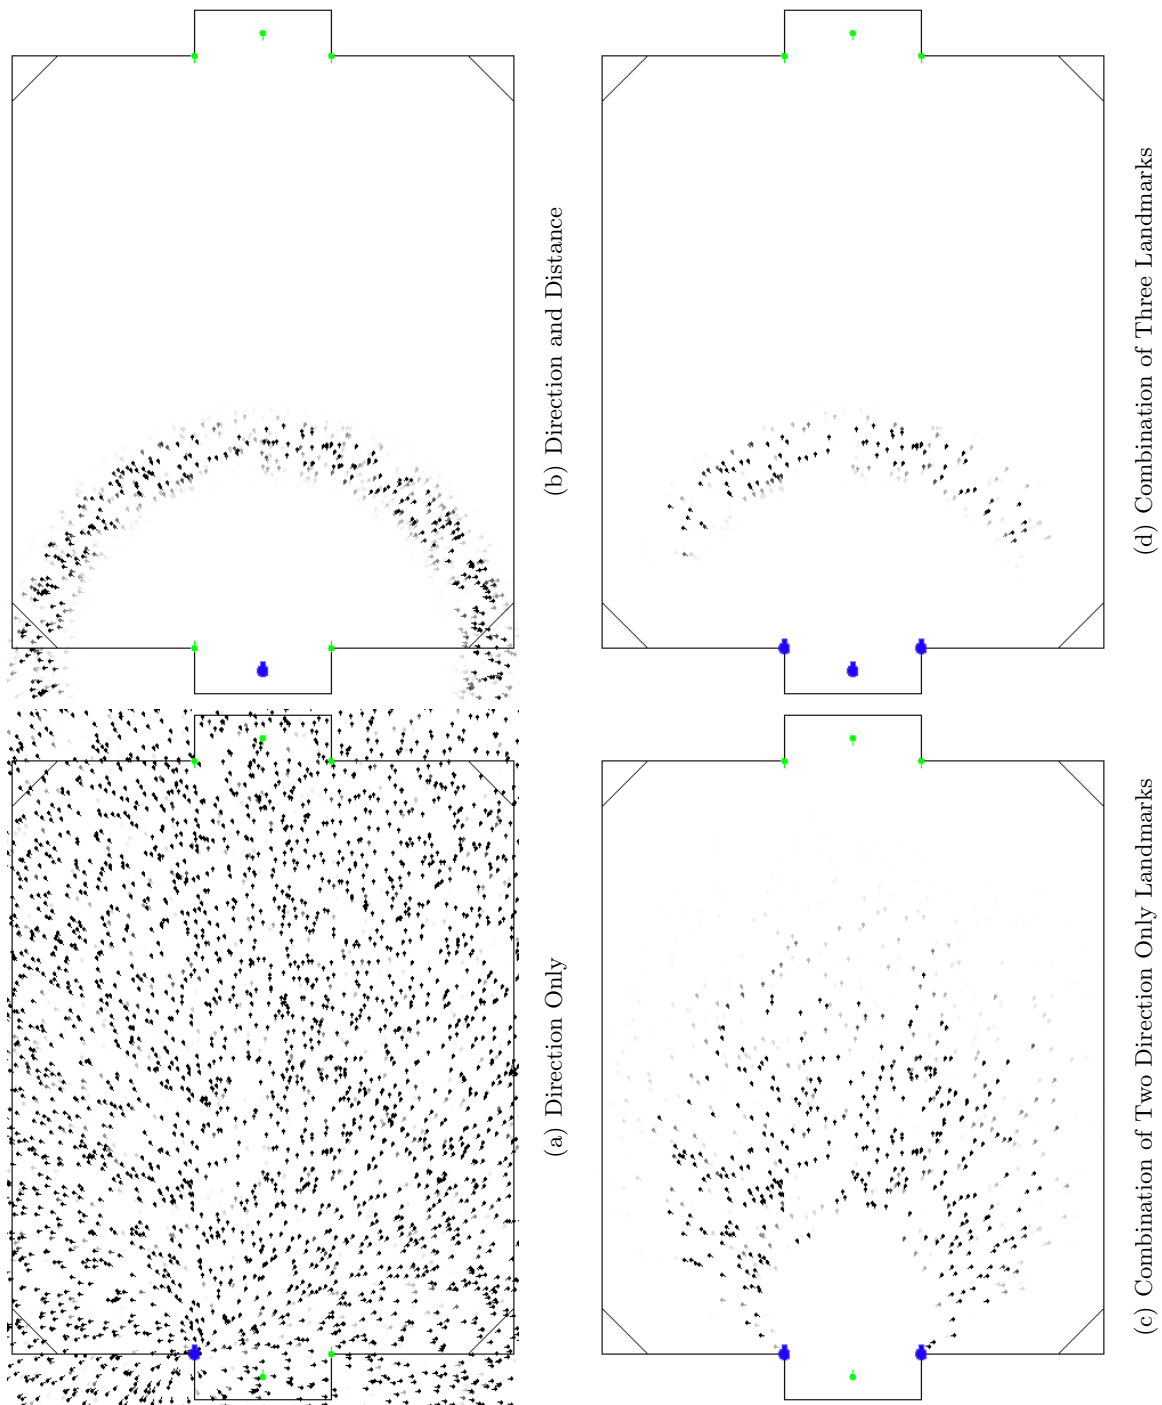 (a) Direction Only
(b) Direction and Distance
(c) Combination of Two Direction Only Landmarks
(d) Combination of Three Landmarks